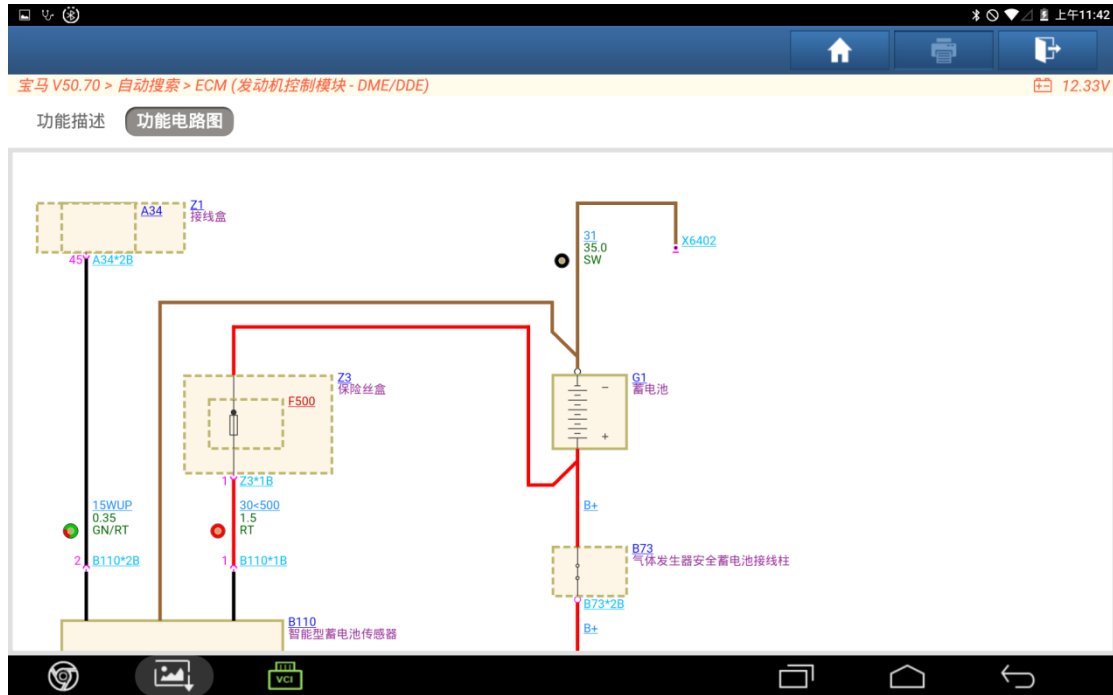 上午11:42
宝马 V50.70 > 自动搜索 > ECM (发动机控制模块 - DME/DDE)
12.33V
功能描述
功能电路图
A34
Z1
接线盒
45
A34*2B
31
35.0
SW
X6402
Z3
保险丝盒
F500
G1
蓄电池
-
+
1
Z3*1B
15WUP
0.35
GN/RT
30<500
1.5
RT
B+
2
B110*2B
1
B110*1B
B73
气体发生器安全蓄电池接线柱
B73*2B
B110
智能型蓄电池传感器
B+
VCI